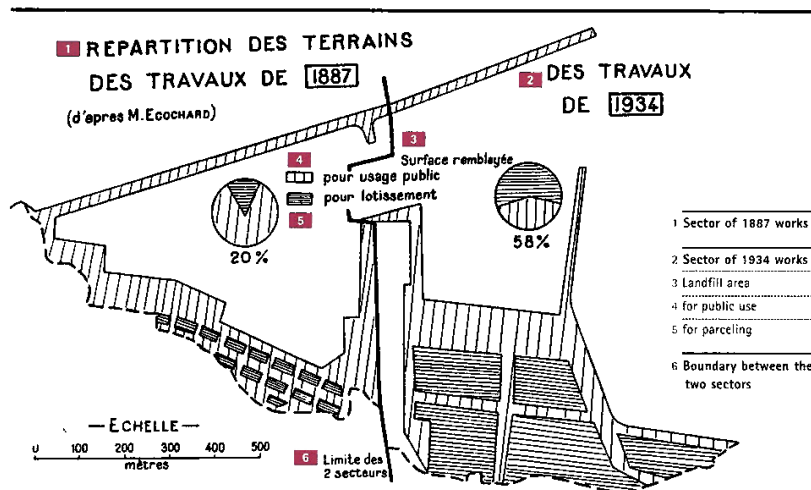 1 REPARTITION DES TERRAINS
DES TRAVAUX DE 1887
(d'apres M. ECOCHARD)
2 DES TRAVAUX
DE 1934
3
Surface remblayée
4
pour usage public
pour lotissement
5
20%
58%
1 Sector of 1887 works
2 Sector of 1934 works
3 Landfill area
4 for public use
5 for parceling
6 Boundary between the
two sectors
— ECHELLE —
0 100 200 300 400 500
mètres
6 Limite des
2 secteurs